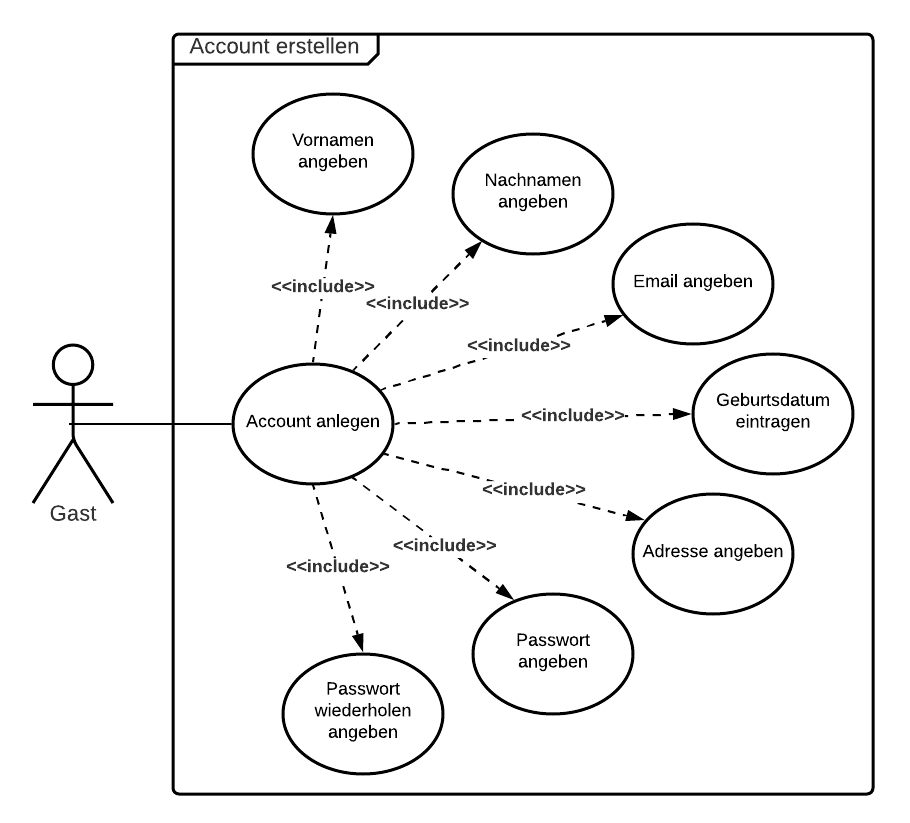 Account erstellen
Vornamen
angeben
Nachnamen
angeben
Email angeben
<<include>>
<<include>>
<<include>>
Geburtsdatum
eintragen
Account anlegen
<<include>>
Gast
<<include>>
Adresse angeben
<<include>>
<<include>>
Passwort
angeben
Passwort
wiederholen
angeben